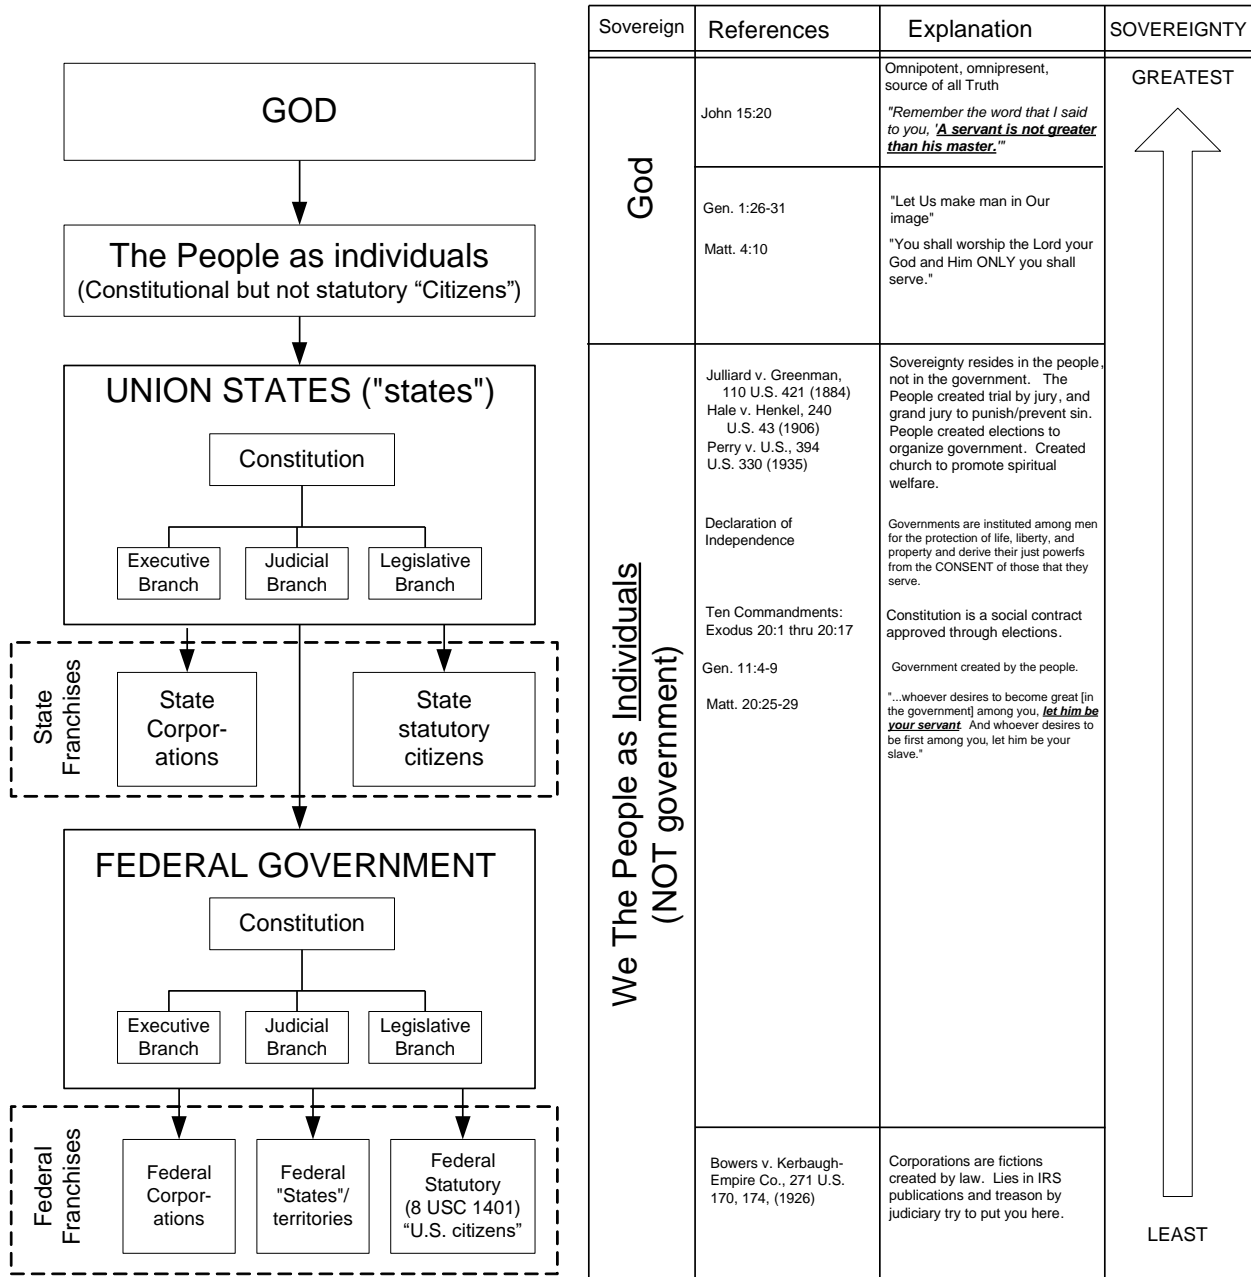 GOD
The People as individuals
(Constitutional but not statutory “Citizens”)
UNION STATES ("states")
Constitution
Executive
Branch
Judicial
Branch
Legislative
Branch
State
Franchises
State
Corpor-
ations
State
statutory
citizens
FEDERAL GOVERNMENT
Constitution
Executive
Branch
Judicial
Branch
Legislative
Branch
Federal
Franchises
Federal
Corpor-
ations
Federal
"States"/
territories
Federal
Statutory
(8 USC 1401)
“U.S. citizens”
Sovereign
References
Explanation
SOVEREIGNTY
God
John 15:20
Omnipotent, omnipresent,
source of all Truth
"Remember the word that I said
to you, 'A servant is not greater
than his master.'"
Gen. 1:26-31
"Let Us make man in Our
image"
Matt. 4:10
"You shall worship the Lord your
God and Him ONLY you shall
serve."
We The People as Individuals
(NOT government)
Julliard v. Greenman,
110 U.S. 421 (1884)
Hale v. Henkel, 240
U.S. 43 (1906)
Perry v. U.S., 394
U.S. 330 (1935)
Sovereignty resides in the people,
not in the government. The
People created trial by jury, and
grand jury to punish/prevent sin.
People created elections to
organize government. Created
church to promote spiritual
welfare.
Declaration of
Independence
Governments are instituted among men
for the protection of life, liberty, and
property and derive their just powerfs
from the CONSENT of those that they
serve.
Ten Commandments:
Exodus 20:1 thru 20:17
Constitution is a social contract
approved through elections.
Gen. 11:4-9
Government created by the people.
Matt. 20:25-29
"...whoever desires to become great [in
the government] among you, let him be
your servant. And whoever desires to
be first among you, let him be your
slave."
Bowers v. Kerbaugh-
Empire Co., 271 U.S.
170, 174, (1926)
Corporations are fictions
created by law. Lies in IRS
publications and treason by
judiciary try to put you here.
GREATEST
LEAST